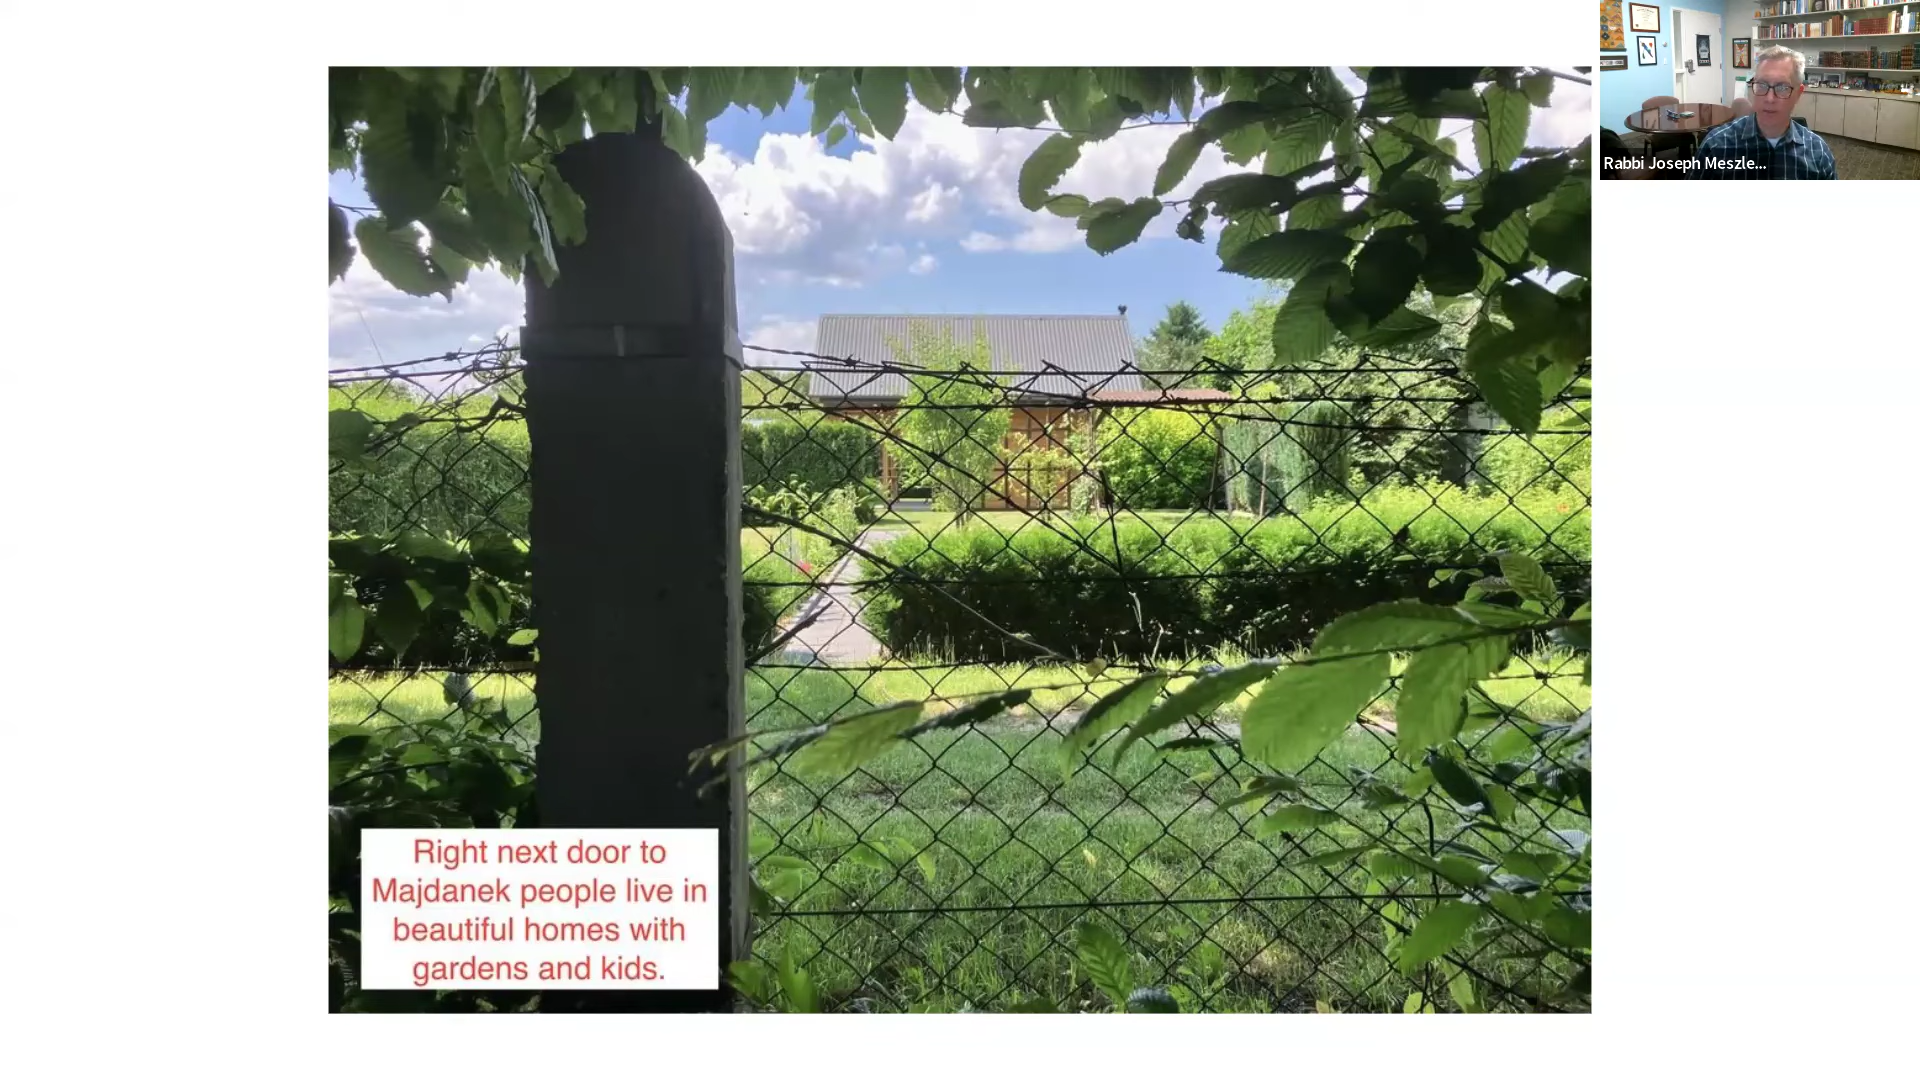 Rabbi Joseph Meszle...
Right next door to
Majdanek people live in
beautiful homes with
gardens and kids.